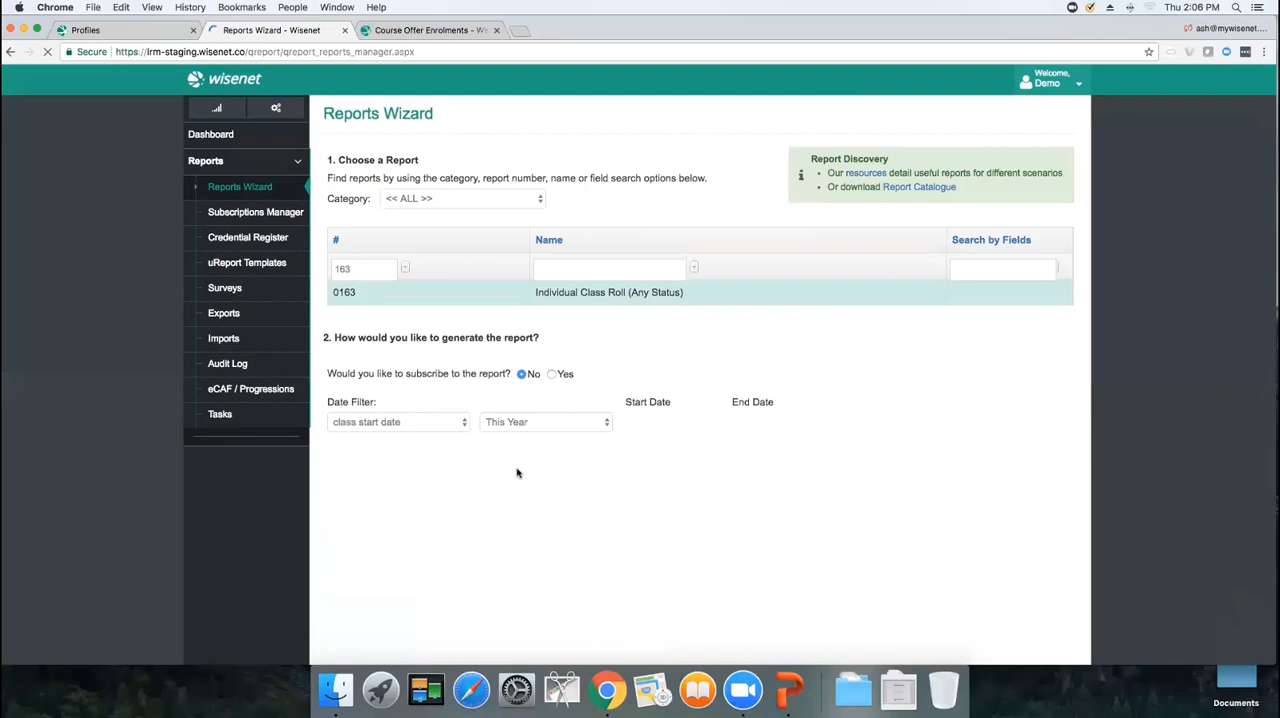 Chrome File Edit View History Bookmarks People Window Help Thu 2:06 PM
Profiles Reports Wizard - Wisenet Course Offer Enrolments - Wi ash@mywisenet....
Secure https://lrm-staging.wisenet.co/qreport/qreport_reports_manager.aspx
wisenet
Welcome,
Demo
Dashboard
Reports
Reports Wizard
Subscriptions Manager
Credential Register
uReport Templates
Surveys
Exports
Imports
Audit Log
eCAF / Progressions
Tasks
Reports Wizard
1. Choose a Report
Find reports by using the category, report number, name or field search options below.
Category: << ALL >>
Report Discovery
Our resources detail useful reports for different scenarios
Or download Report Catalogue
# Name Search by Fields
163
0163 Individual Class Roll (Any Status)
2. How would you like to generate the report?
Would you like to subscribe to the report? No Yes
Date Filter: Start Date End Date
class start date This Year
Documents